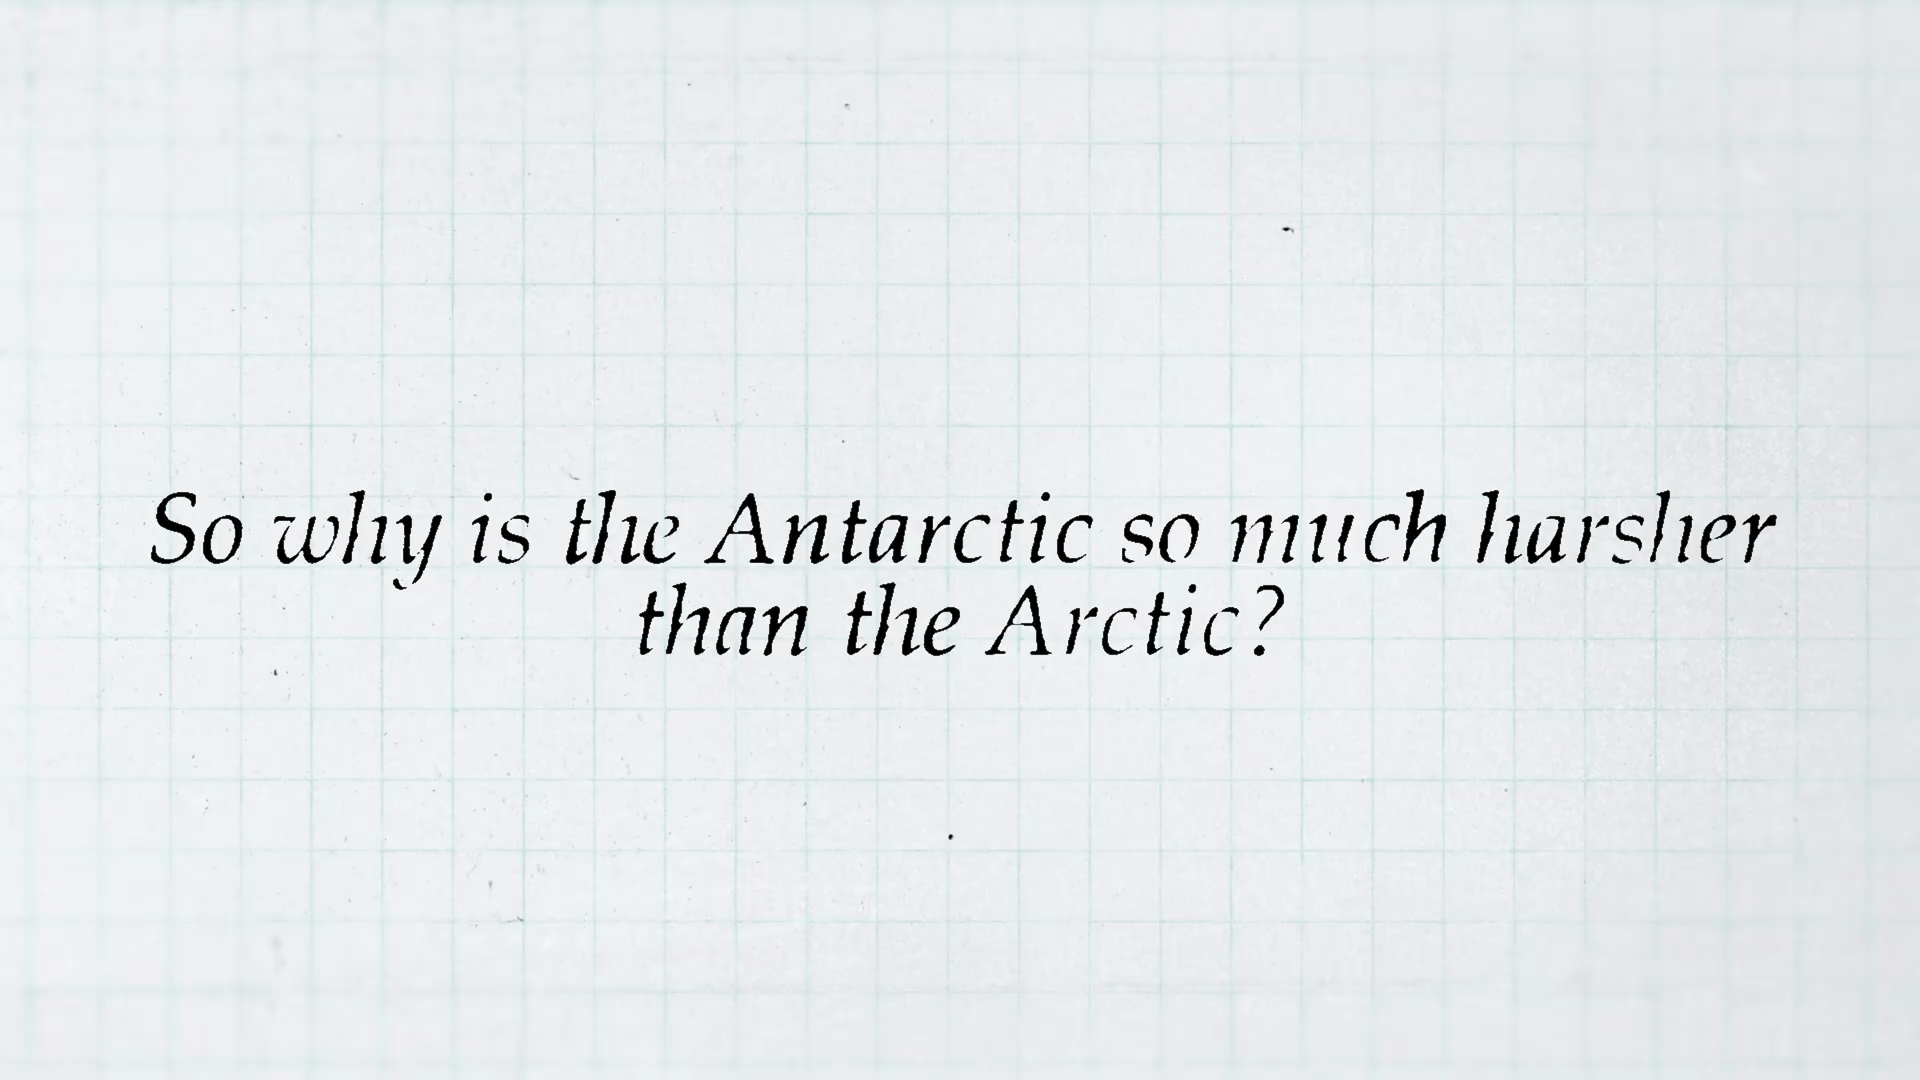 So why is the Antarctic so much harsher
than the Arctic?